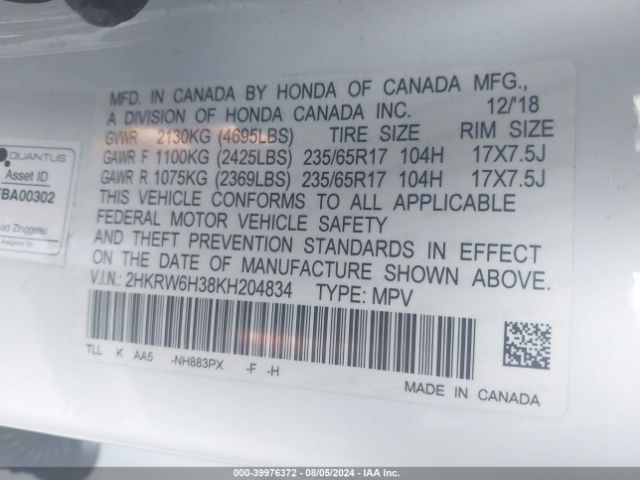 MFD. IN CANADA BY HONDA OF CANADA MFG.,
A DIVISION OF HONDA CANADA INC. 12/'18
GVWR 2130KG (4695LBS) TIRE SIZE RIM SIZE
GAWR F 1100KG (2425LBS) 235/65R17 104H 17X7.5J
GAWR R 1075KG (2369LBS) 235/65R17 104H 17X7.5J
THIS VEHICLE CONFORMS TO ALL APPLICABLE
FEDERAL MOTOR VEHICLE SAFETY
AND THEFT PREVENTION STANDARDS IN EFFECT
ON THE DATE OF MANUFACTURE SHOWN ABOVE.
V.I.N.: 2HKRW6H38KH204834 TYPE: MPV
TLL K AA5 -NH883PX -F -H
MADE IN CANADA
QUANTUS
Asset ID
BA00302
ad Zinggeler
Assigned To
000-39976372 - 08/05/2024 - IAA Inc.